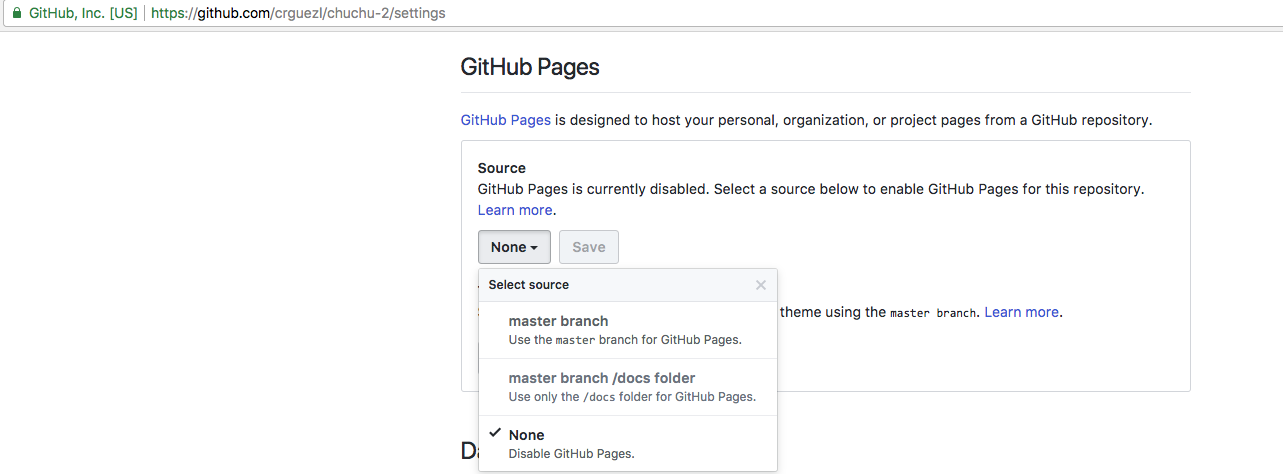 GitHub, Inc. [US] https://github.com/crguezl/chuchu-2/settings
GitHub Pages
GitHub Pages is designed to host your personal, organization, or project pages from a GitHub repository.
Source
GitHub Pages is currently disabled. Select a source below to enable GitHub Pages for this repository.
Learn more.
None Save
Select source
theme using the master branch. Learn more.
master branch
Use the master branch for GitHub Pages.
master branch /docs folder
Use only the /docs folder for GitHub Pages.
None
Disable GitHub Pages.